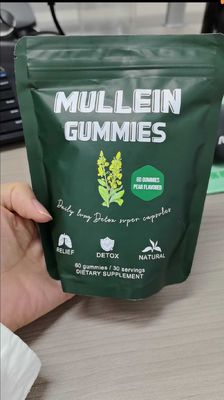 MULLEIN
GUMMIES
60 GUMMIES
PEAR FLAVORED
Daily lung Detox super capsules
RELIEF
DETOX
NATURAL
60 gummies / 30 servings
DIETARY SUPPLEMENT